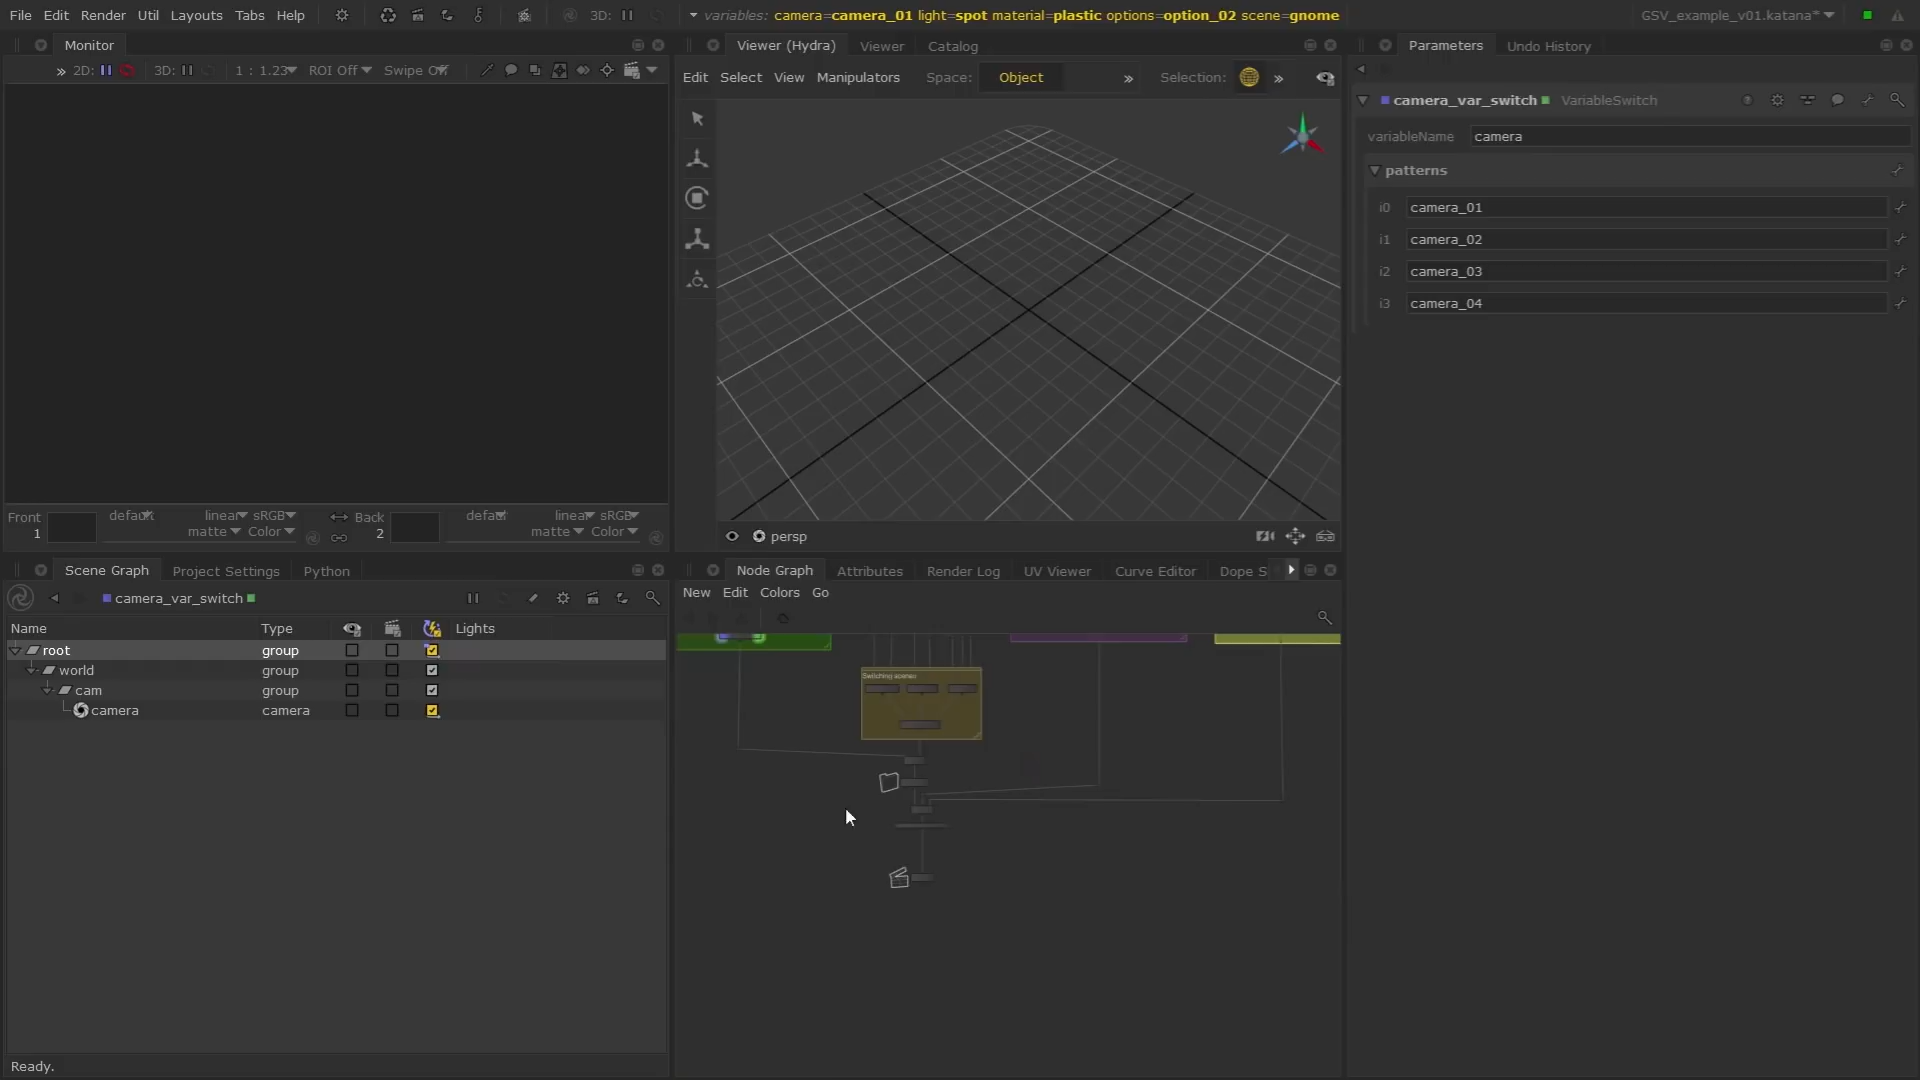 File Edit Render Util Layouts Tabs Help 3D: variables: camera=camera_01 light=spot material=plastic options=option_02 scene=gnome GSV_example_v01.katana*
Monitor
» 2D: 3D: 1 : 1.23 ROI Off Swipe Off
Front default linear sRGB Back default linear sRGB
1 matte Color 2 matte Color
Viewer (Hydra) Viewer Catalog
Edit Select View Manipulators Space: Object » Selection: »
persp
Parameters Undo History
camera_var_switch VariableSwitch
variableName camera
patterns
i0 camera_01
i1 camera_02
i2 camera_03
i3 camera_04
Scene Graph Project Settings Python
camera_var_switch
Name Type Lights
root group
world group
cam group
camera camera
Ready.
Node Graph Attributes Render Log UV Viewer Curve Editor Dope S
New Edit Colors Go
Switching scenes